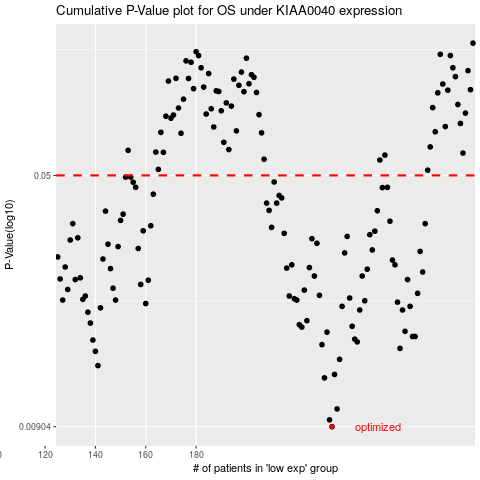 Cumulative P-Value plot for OS under KIAA0040 expression
P-Value(log10)
0.05
0.00904
optimized
0 120 140 160 180
# of patients in 'low exp' group